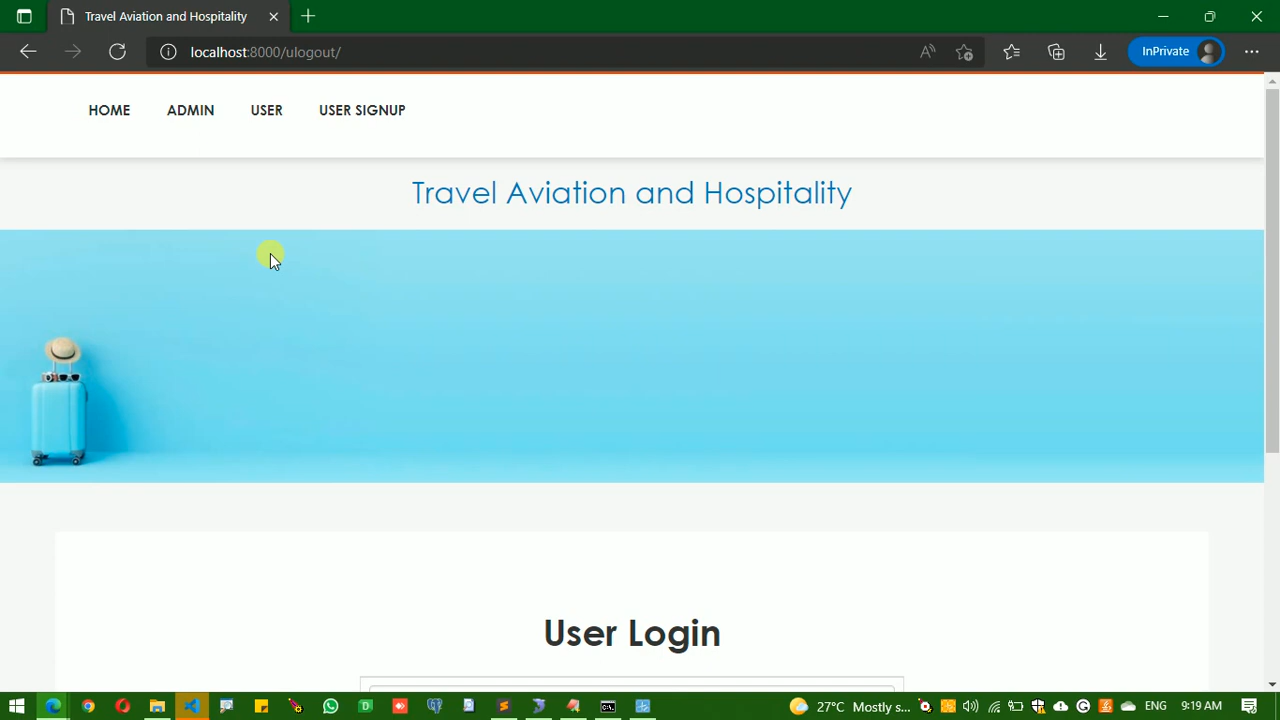 Travel Aviation and Hospitality
localhost:8000/ulogout/
InPrivate
HOME ADMIN USER USER SIGNUP
Travel Aviation and Hospitality
User Login
27°C Mostly s...
ENG
9:19 AM